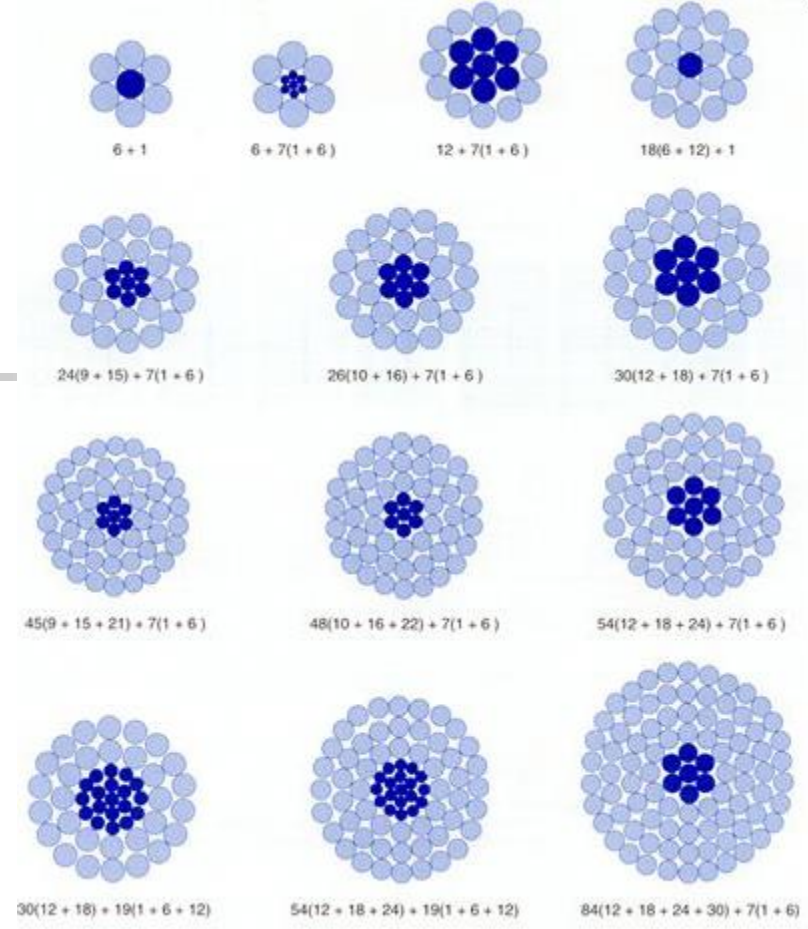 6 + 1
6 + 7(1 + 6 )
12 + 7(1 + 6 )
18(6 + 12) + 1
24(9 + 15) + 7(1 + 6 )
26(10 + 16) + 7(1 + 6 )
30(12 + 18) + 7(1 + 6 )
45(9 + 15 + 21) + 7(1 + 6 )
48(10 + 16 + 22) + 7(1 + 6 )
54(12 + 18 + 24) + 7(1 + 6 )
30(12 + 18) + 19(1 + 6 + 12)
54(12 + 18 + 24) + 19(1 + 6 + 12)
84(12 + 18 + 24 + 30) + 7(1 + 6)